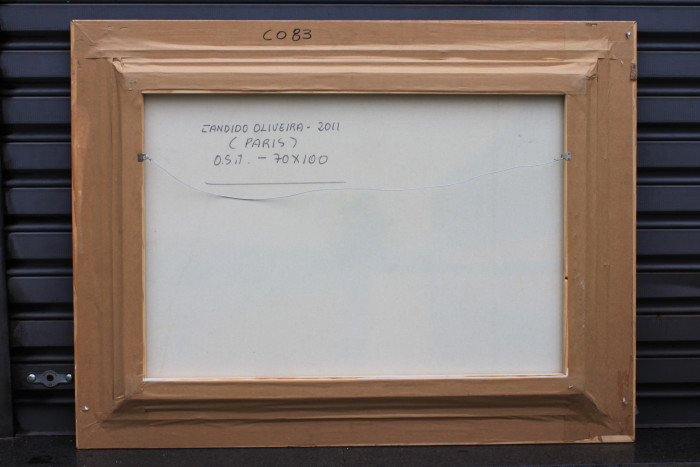 C083
CANDIDO OLIVEIRA - 2011
(PARIS)
O.S.T. - 70X100